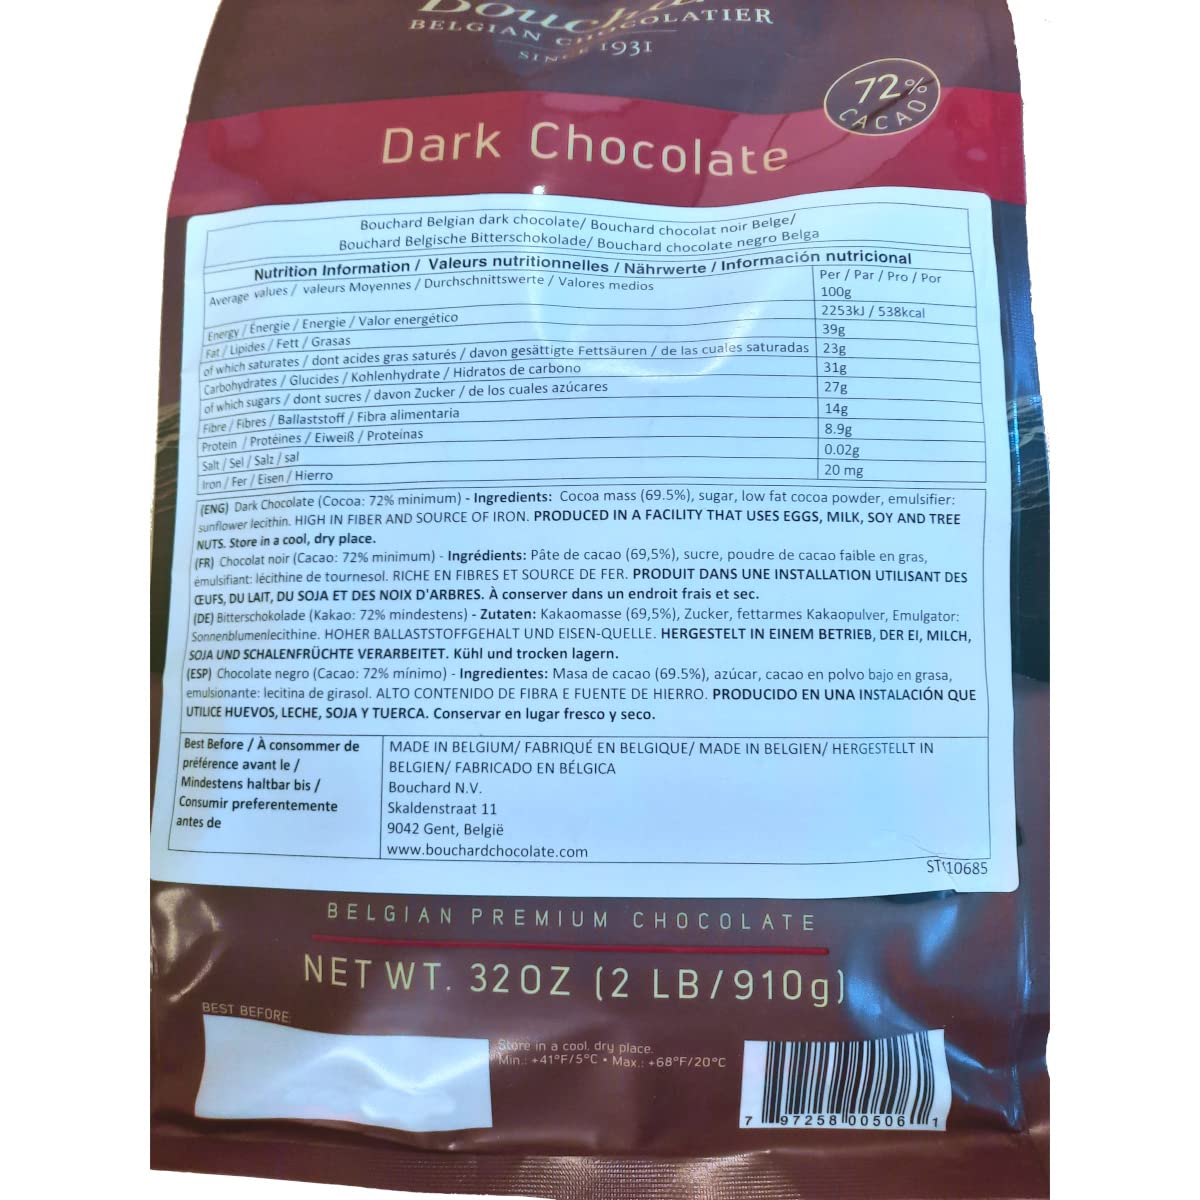 Bouchard
BELGIAN CHOCOLATIER
SINCE 1931
72%
CACAO
Dark Chocolate
Bouchard Belgian dark chocolate/ Bouchard chocolat noir Belge/
Bouchard Belgische Bitterschokolade/ Bouchard chocolate negro Belga
Nutrition Information / Valeurs nutritionnelles / Nährwerte / Información nutricional
Average values / valeurs Moyennes / Durchschnittswerte / Valores medios Per / Par / Pro / Por
100g
Energy / Énergie / Energie / Valor energético 2253kJ / 538kcal
Fat / Lipides / Fett / Grasas 39g
of which saturates / dont acides gras saturés / davon gesättigte Fettsäuren / de las cuales saturadas 23g
Carbohydrates / Glucides / Kohlenhydrate / Hidratos de carbono 31g
of which sugars / dont sucres / davon Zucker / de los cuales azúcares 27g
Fibre / Fibres / Ballaststoff / Fibra alimentaria 14g
Protein / Protéines / Eiweiß / Proteínas 8.9g
Salt / Sel / Salz / sal 0.02g
Iron / Fer / Eisen / Hierro 20 mg
(ENG) Dark Chocolate (Cocoa: 72% minimum) - Ingredients: Cocoa mass (69.5%), sugar, low fat cocoa powder, emulsifier:
sunflower lecithin. HIGH IN FIBER AND SOURCE OF IRON. PRODUCED IN A FACILITY THAT USES EGGS, MILK, SOY AND TREE
NUTS. Store in a cool, dry place.
(FR) Chocolat noir (Cacao: 72% minimum) - Ingrédients: Pâte de cacao (69,5%), sucre, poudre de cacao faible en gras,
émulsifiant: lécithine de tournesol. RICHE EN FIBRES ET SOURCE DE FER. PRODUIT DANS UNE INSTALLATION UTILISANT DES
ŒUFS, DU LAIT, DU SOJA ET DES NOIX D'ARBRES. À conserver dans un endroit frais et sec.
(DE) Bitterschokolade (Kakao: 72% mindestens) - Zutaten: Kakaomasse (69,5%), Zucker, fettarmes Kakaopulver, Emulgator:
Sonnenblumenlecithine. HOHER BALLASTSTOFFGEHALT UND EISEN-QUELLE. HERGESTELT IN EINEM BETRIEB, DER EI, MILCH,
SOJA UND SCHALENFRÜCHTE VERARBEITET. Kühl und trocken lagern.
(ESP) Chocolate negro (Cacao: 72% mínimo) - Ingredientes: Masa de cacao (69.5%), azúcar, cacao en polvo bajo en grasa,
emulsionante: lecitina de girasol. ALTO CONTENIDO DE FIBRA E FUENTE DE HIERRO. PRODUCIDO EN UNA INSTALACIÓN QUE
UTILICE HUEVOS, LECHE, SOJA Y TUERCA. Conservar en lugar fresco y seco.
Best Before / À consommer de
préférence avant le /
Mindestens haltbar bis /
Consumir preferentemente
antes de
MADE IN BELGIUM/ FABRIQUÉ EN BELGIQUE/ MADE IN BELGIEN/ HERGESTELLT IN
BELGIEN/ FABRICADO EN BÉLGICA
Bouchard N.V.
Skaldenstraat 11
9042 Gent, België
www.bouchardchocolate.com
ST\10685
BELGIAN PREMIUM CHOCOLATE
NET WT. 32OZ (2 LB/910g)
BEST BEFORE:
Store in a cool, dry place.
Min.: +41°F/5°C • Max.: +68°F/20°C
7 97258 00506 1